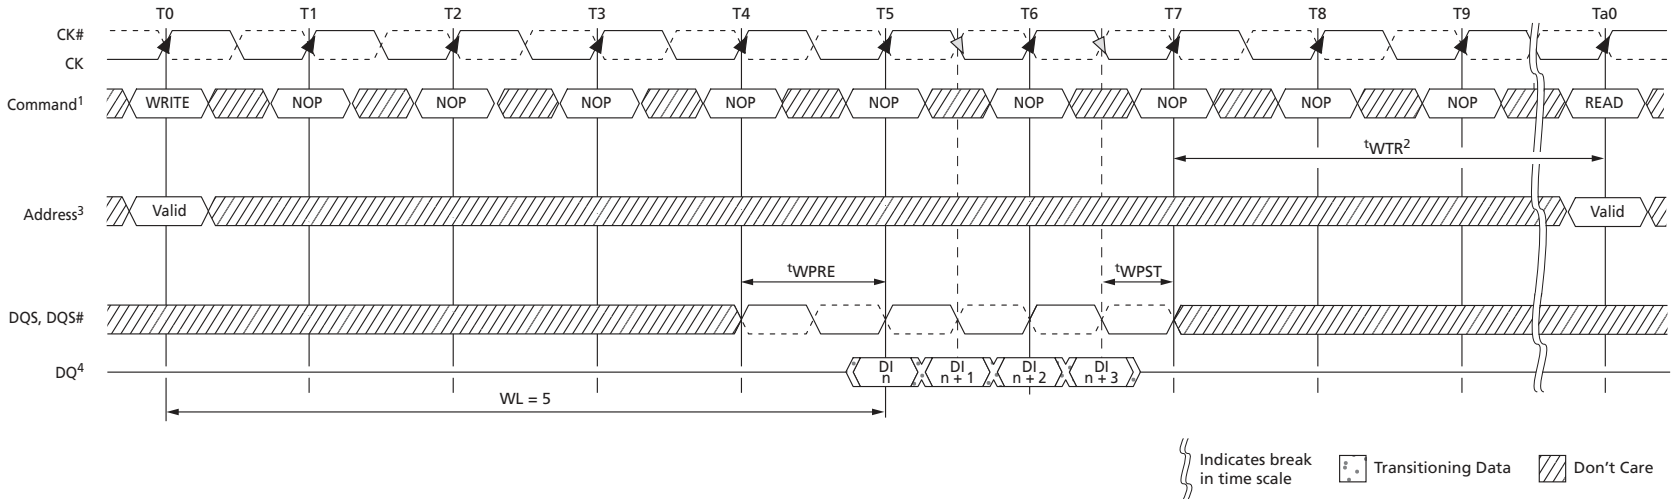 T0 T1 T2 T3 T4 T5 T6 T7 T8 T9 Ta0
CK#
CK
Command¹ WRITE NOP NOP NOP NOP NOP NOP NOP NOP NOP READ
tWTR²
Address³ Valid Valid
tWPRE tWPST
DQS, DQS#
DQ⁴ DI n DI n + 1 DI n + 2 DI n + 3
WL = 5
Indicates break
in time scale
Transitioning Data
Don't Care